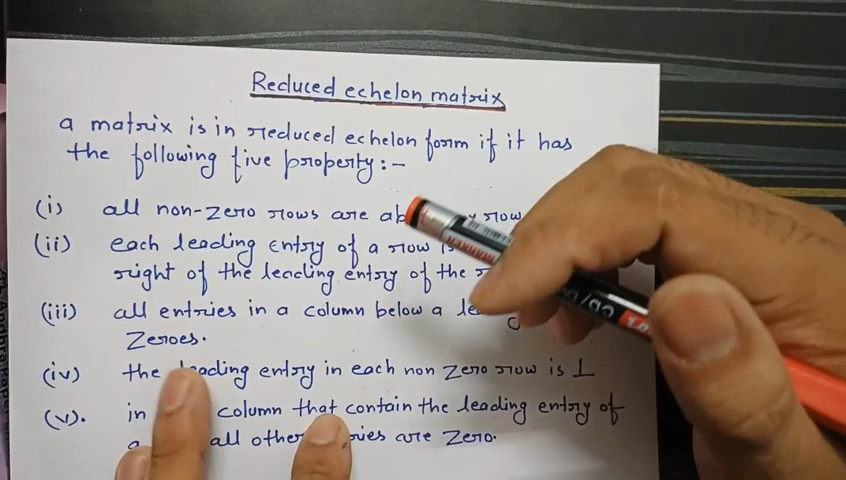 Reduced echelon matrix
a matrix is in reduced echelon form if it has
the following five property:-
(i) all non-zero rows are row
(ii) each leading entry of a row is
right of the leading entry of the
(iii) all entries in a column below a
Zeroes.
(iv) the leading entry in each non zero row is 1
(v). in column that contain the leading entry of
a all other are zero.
CD/D